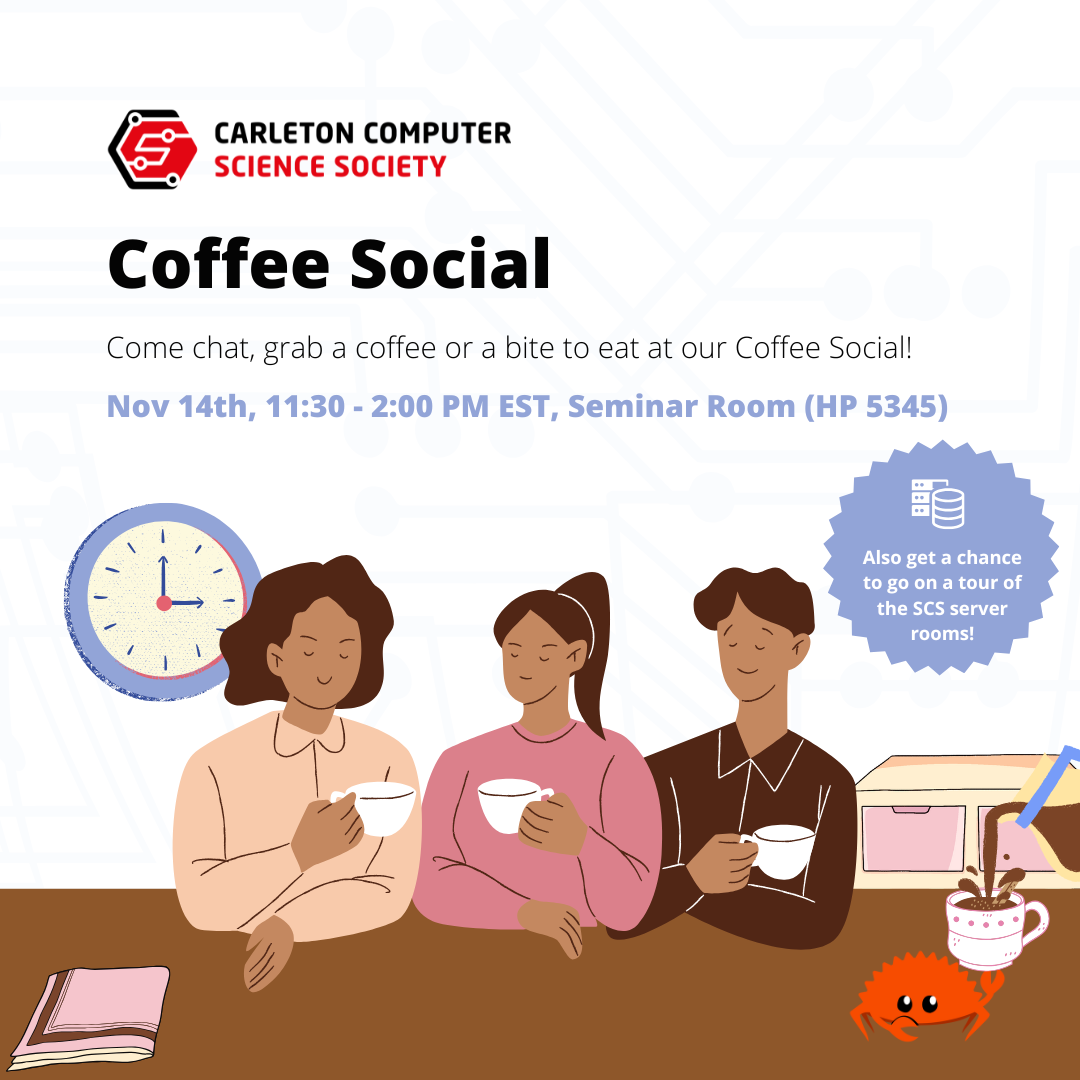 CARLETON COMPUTER
SCIENCE SOCIETY
Coffee Social
Come chat, grab a coffee or a bite to eat at our Coffee Social!
Nov 14th, 11:30 - 2:00 PM EST, Seminar Room (HP 5345)
Also get a chance
to go on a tour of
the SCS server
rooms!